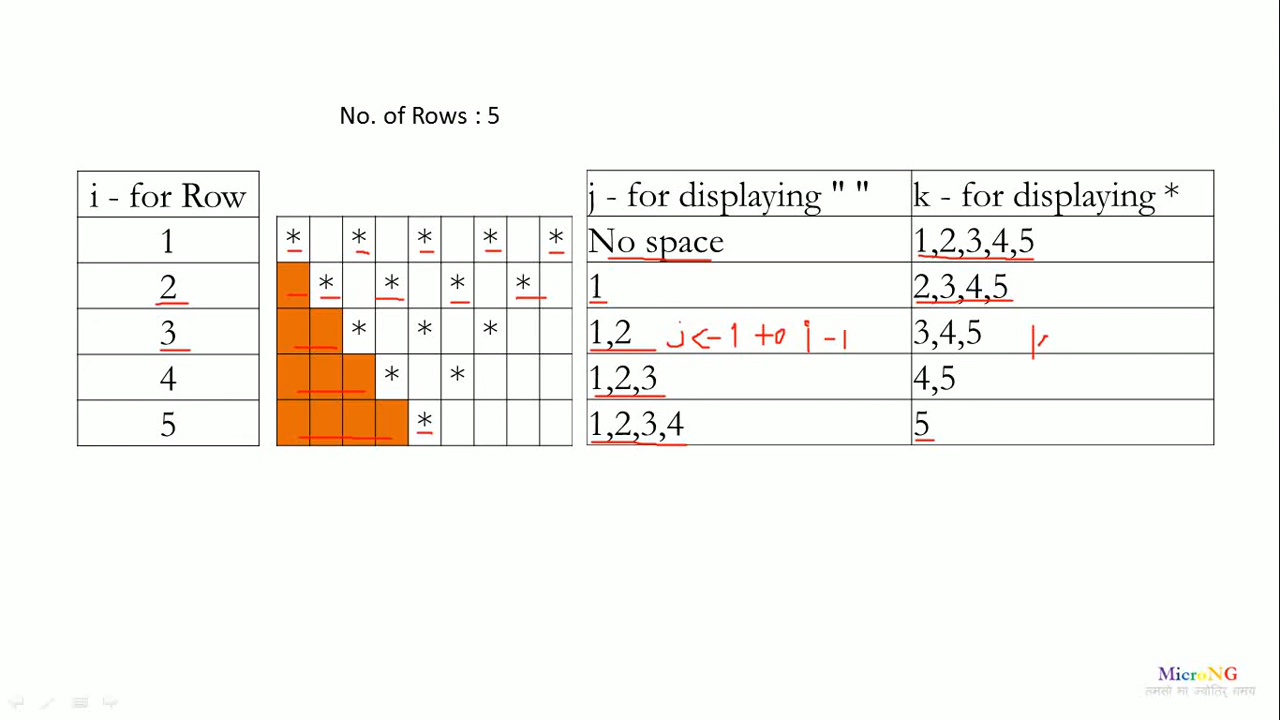 No. of Rows : 5
i - for Row j - for displaying " " k - for displaying *
1 * * * * * No space 1,2,3,4,5
2 * * * * 1 2,3,4,5
3 * * * 1,2 j<-1 to i-1 3,4,5 k
4 * * 1,2,3 4,5
5 * 1,2,3,4 5
MicroNG
तमसो मा ज्योतिर् गमय